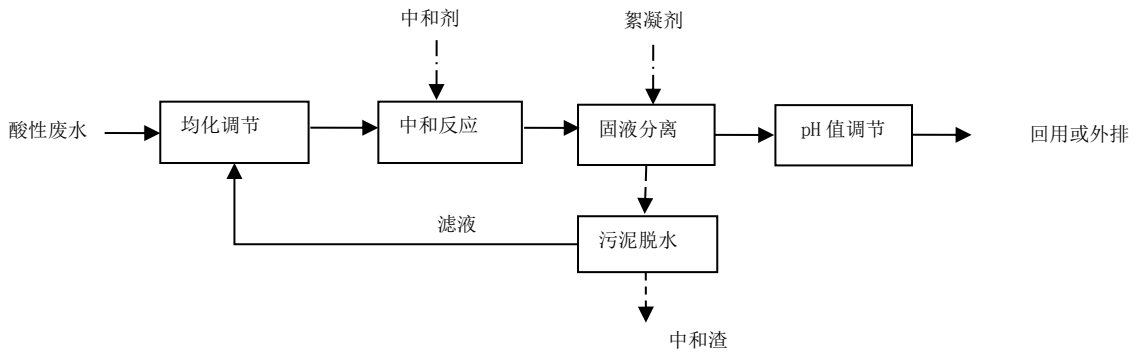 中和剂
絮凝剂
酸性废水
均化调节
中和反应
固液分离
pH 值调节
回用或外排
滤液
污泥脱水
中和渣